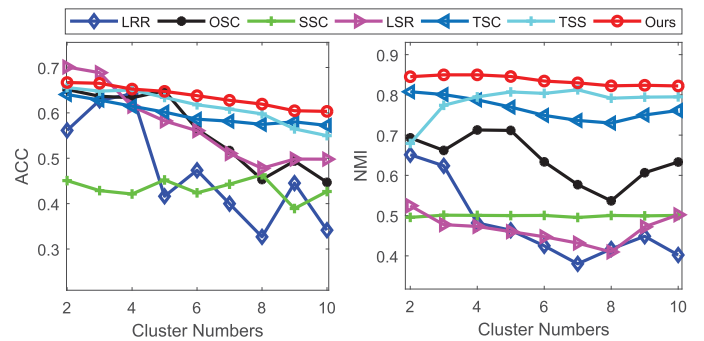 LRR OSC SSC LSR TSC TSS Ours
ACC
0.7
0.6
0.5
0.4
0.3
2 4 6 8 10
Cluster Numbers
NMI
0.9
0.8
0.7
0.6
0.5
0.4
2 4 6 8 10
Cluster Numbers